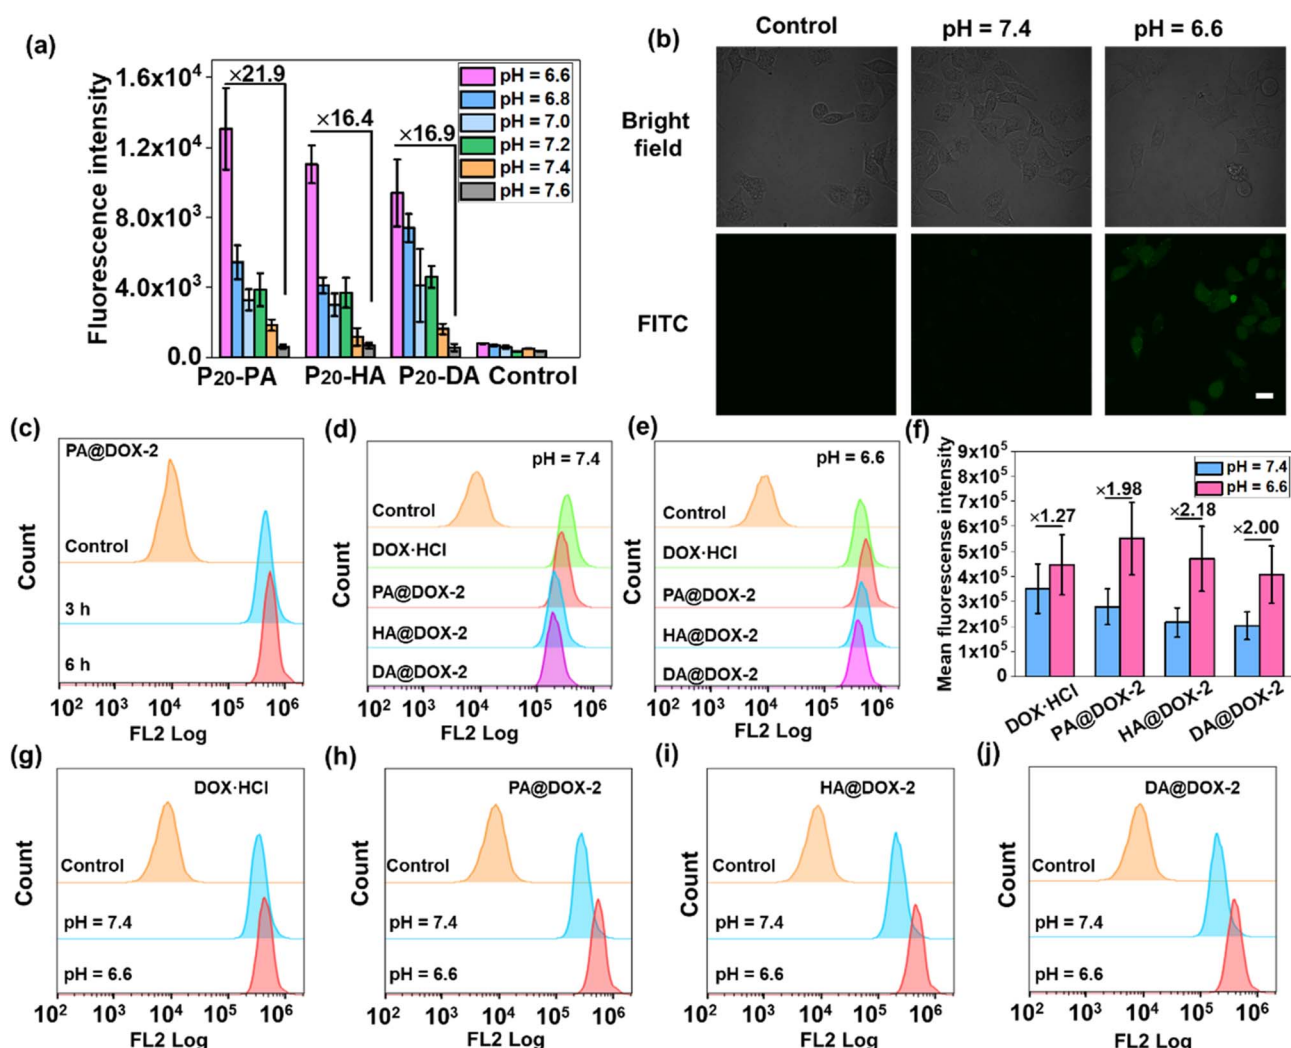 (a)
Fluorescence intensity
1.6x10⁴
1.2x10⁴
8.0x10³
4.0x10³
0.0
×21.9
×16.4
×16.9
pH = 6.6
pH = 6.8
pH = 7.0
pH = 7.2
pH = 7.4
pH = 7.6
P20-PA P20-HA P20-DA Control
(b)
Control pH = 7.4 pH = 6.6
Bright
field
FITC
(c)
PA@DOX-2
Count
Control
3 h
6 h
10² 10³ 10⁴ 10⁵ 10⁶
FL2 Log
(d)
pH = 7.4
Count
Control
DOX·HCl
PA@DOX-2
HA@DOX-2
DA@DOX-2
10² 10³ 10⁴ 10⁵ 10⁶
FL2 Log
(e)
pH = 6.6
Count
Control
DOX·HCl
PA@DOX-2
HA@DOX-2
DA@DOX-2
10² 10³ 10⁴ 10⁵ 10⁶
FL2 Log
(f)
Mean fluorescense intensity
9x10⁵
8x10⁵
7x10⁵
6x10⁵
5x10⁵
4x10⁵
3x10⁵
2x10⁵
1x10⁵
0
pH = 7.4
pH = 6.6
×1.27
×1.98
×2.18
×2.00
DOX·HCl PA@DOX-2 HA@DOX-2 DA@DOX-2
(g)
DOX·HCl
Count
Control
pH = 7.4
pH = 6.6
10² 10³ 10⁴ 10⁵ 10⁶
FL2 Log
(h)
PA@DOX-2
Count
Control
pH = 7.4
pH = 6.6
10² 10³ 10⁴ 10⁵ 10⁶
FL2 Log
(i)
HA@DOX-2
Count
Control
pH = 7.4
pH = 6.6
10² 10³ 10⁴ 10⁵ 10⁶
FL2 Log
(j)
DA@DOX-2
Count
Control
pH = 7.4
pH = 6.6
10² 10³ 10⁴ 10⁵ 10⁶
FL2 Log